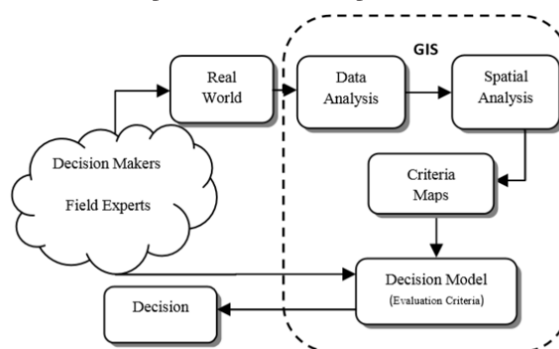 GIS
Real
World
Data
Analysis
Spatial
Analysis
Decision Makers
Field Experts
Criteria
Maps
Decision Model
(Evaluation Criteria)
Decision